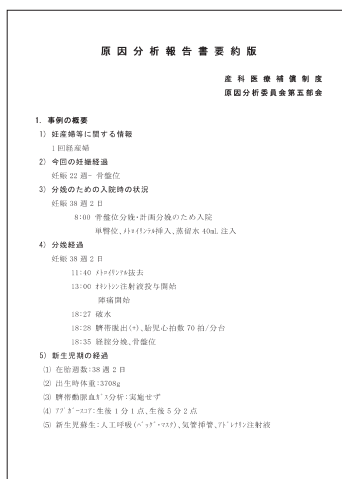 原因分析報告書要約版
産科医療補償制度
原因分析委員会第五部会
1．事例の概要
1）妊産婦等に関する情報
1回経産婦
2）今回の妊娠経過
妊娠22週- 骨盤位
3）分娩のための入院時の状況
妊娠38週2日
8:00 骨盤位分娩・計画分娩のため入院
単臀位、メトロイリンテル挿入、蒸留水40mL注入
4）分娩経過
妊娠38週2日
11:40 メトロイリンテル抜去
13:00 オキシトシン注射液投与開始
陣痛開始
18:27 破水
18:28 臍帯脱出(+)、胎児心拍数70拍/分台
18:35 経腟分娩、骨盤位
5）新生児期の経過
(1) 在胎週数：38週2日
(2) 出生時体重：3708g
(3) 臍帯動脈血ガス分析：実施せず
(4) アプガースコア：生後1分1点、生後5分2点
(5) 新生児蘇生：人工呼吸(バッグ・マスク)、気管挿管、アドレナリン注射液